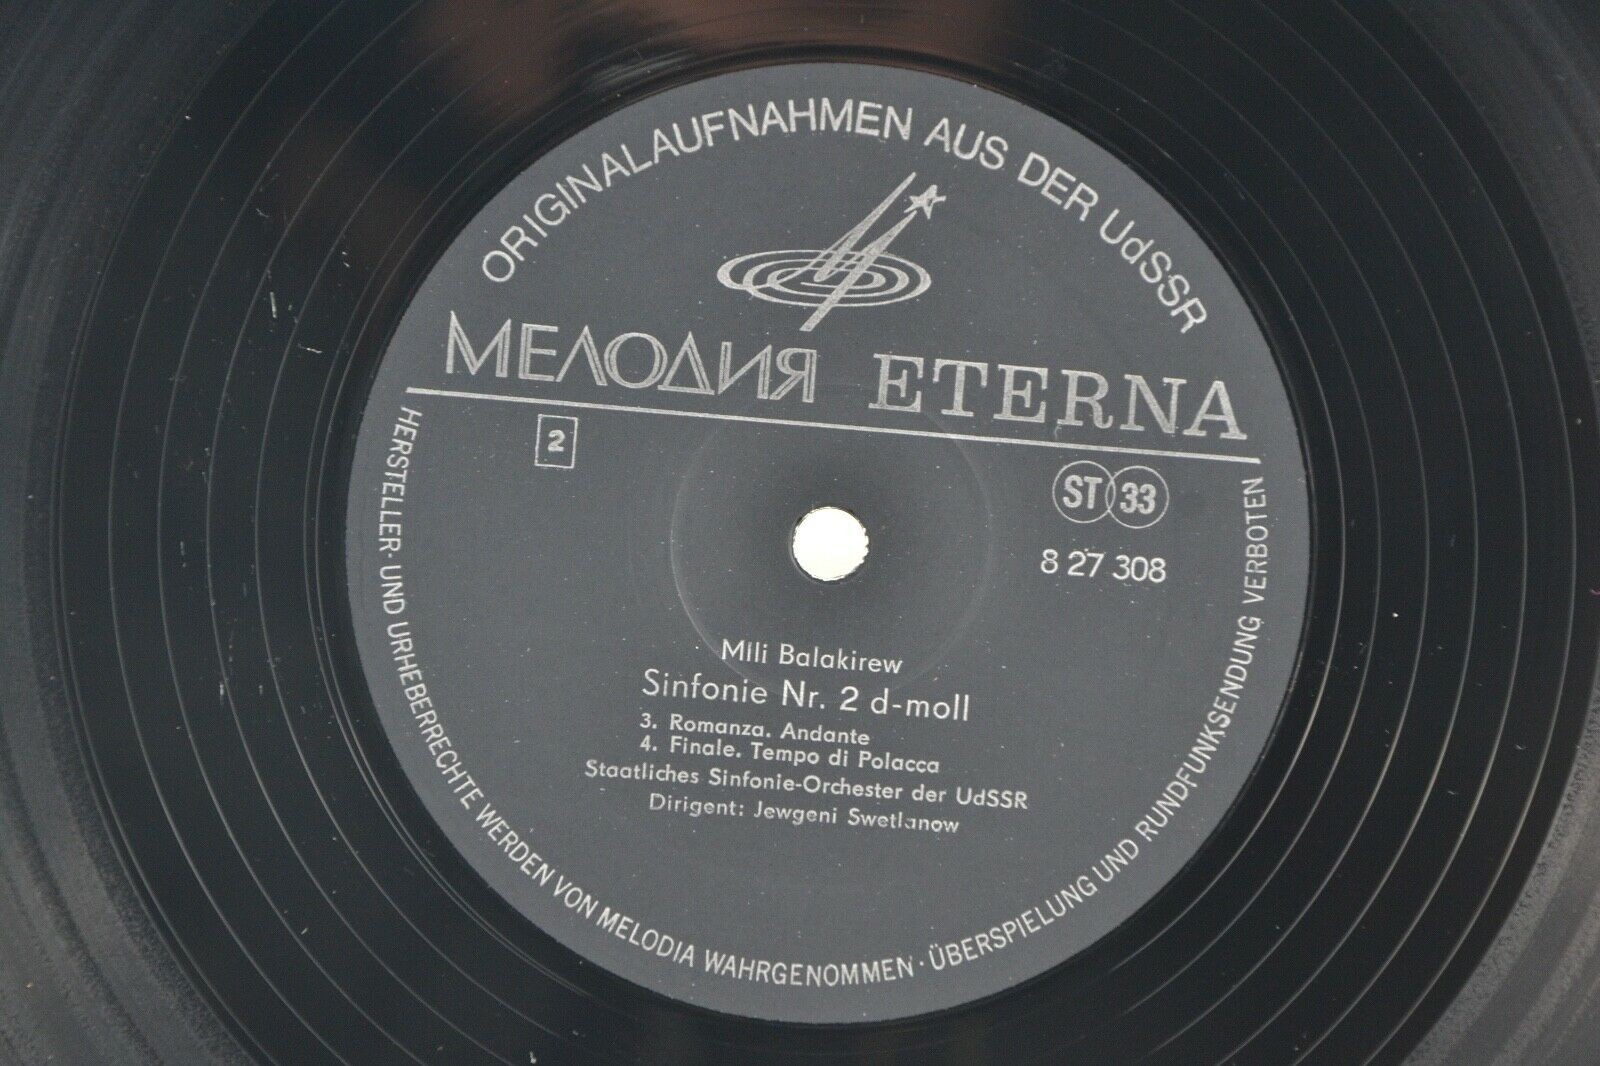 ORIGINALAUFNAHMEN AUS DER UdSSR
МЕЛОДИЯ ETERNA
2
ST 33
8 27 308
Mili Balakirew
Sinfonie Nr. 2 d-moll
3. Romanza. Andante
4. Finale. Tempo di Polacca
Staatliches Sinfonie-Orchester der UdSSR
Dirigent: Jewgeni Swetlanow
HERSTELLER- UND URHEBERRECHTE WERDEN VON MELODIA WAHRGENOMMEN · ÜBERSPIELUNG UND RUNDFUNKSENDUNG VERBOTEN